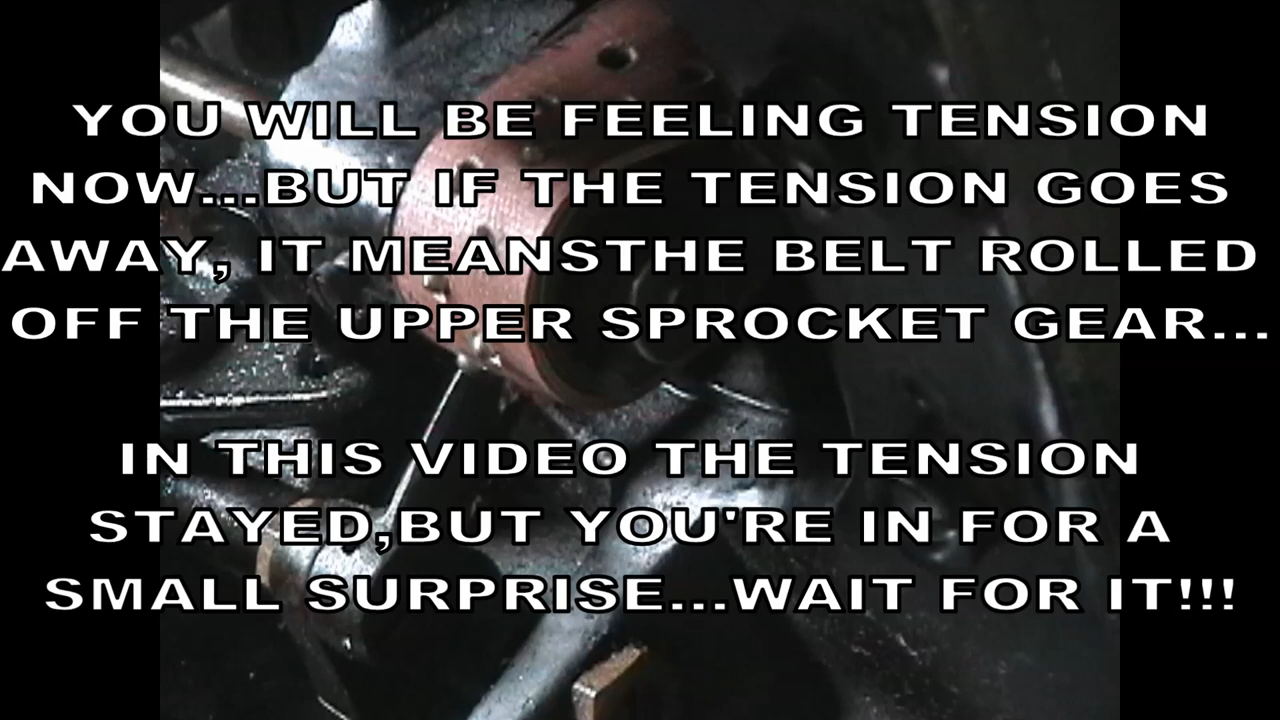 YOU WILL BE FEELING TENSION
NOW...BUT IF THE TENSION GOES
AWAY, IT MEANSTHE BELT ROLLED
OFF THE UPPER SPROCKET GEAR...
IN THIS VIDEO THE TENSION
STAYED,BUT YOU'RE IN FOR A
SMALL SURPRISE...WAIT FOR IT!!!